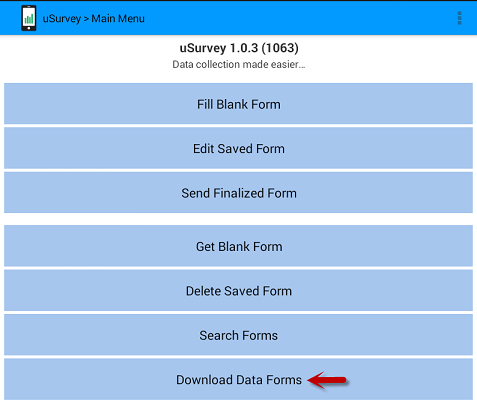 uSurvey > Main Menu
uSurvey 1.0.3 (1063)
Data collection made easier...
Fill Blank Form
Edit Saved Form
Send Finalized Form
Get Blank Form
Delete Saved Form
Search Forms
Download Data Forms